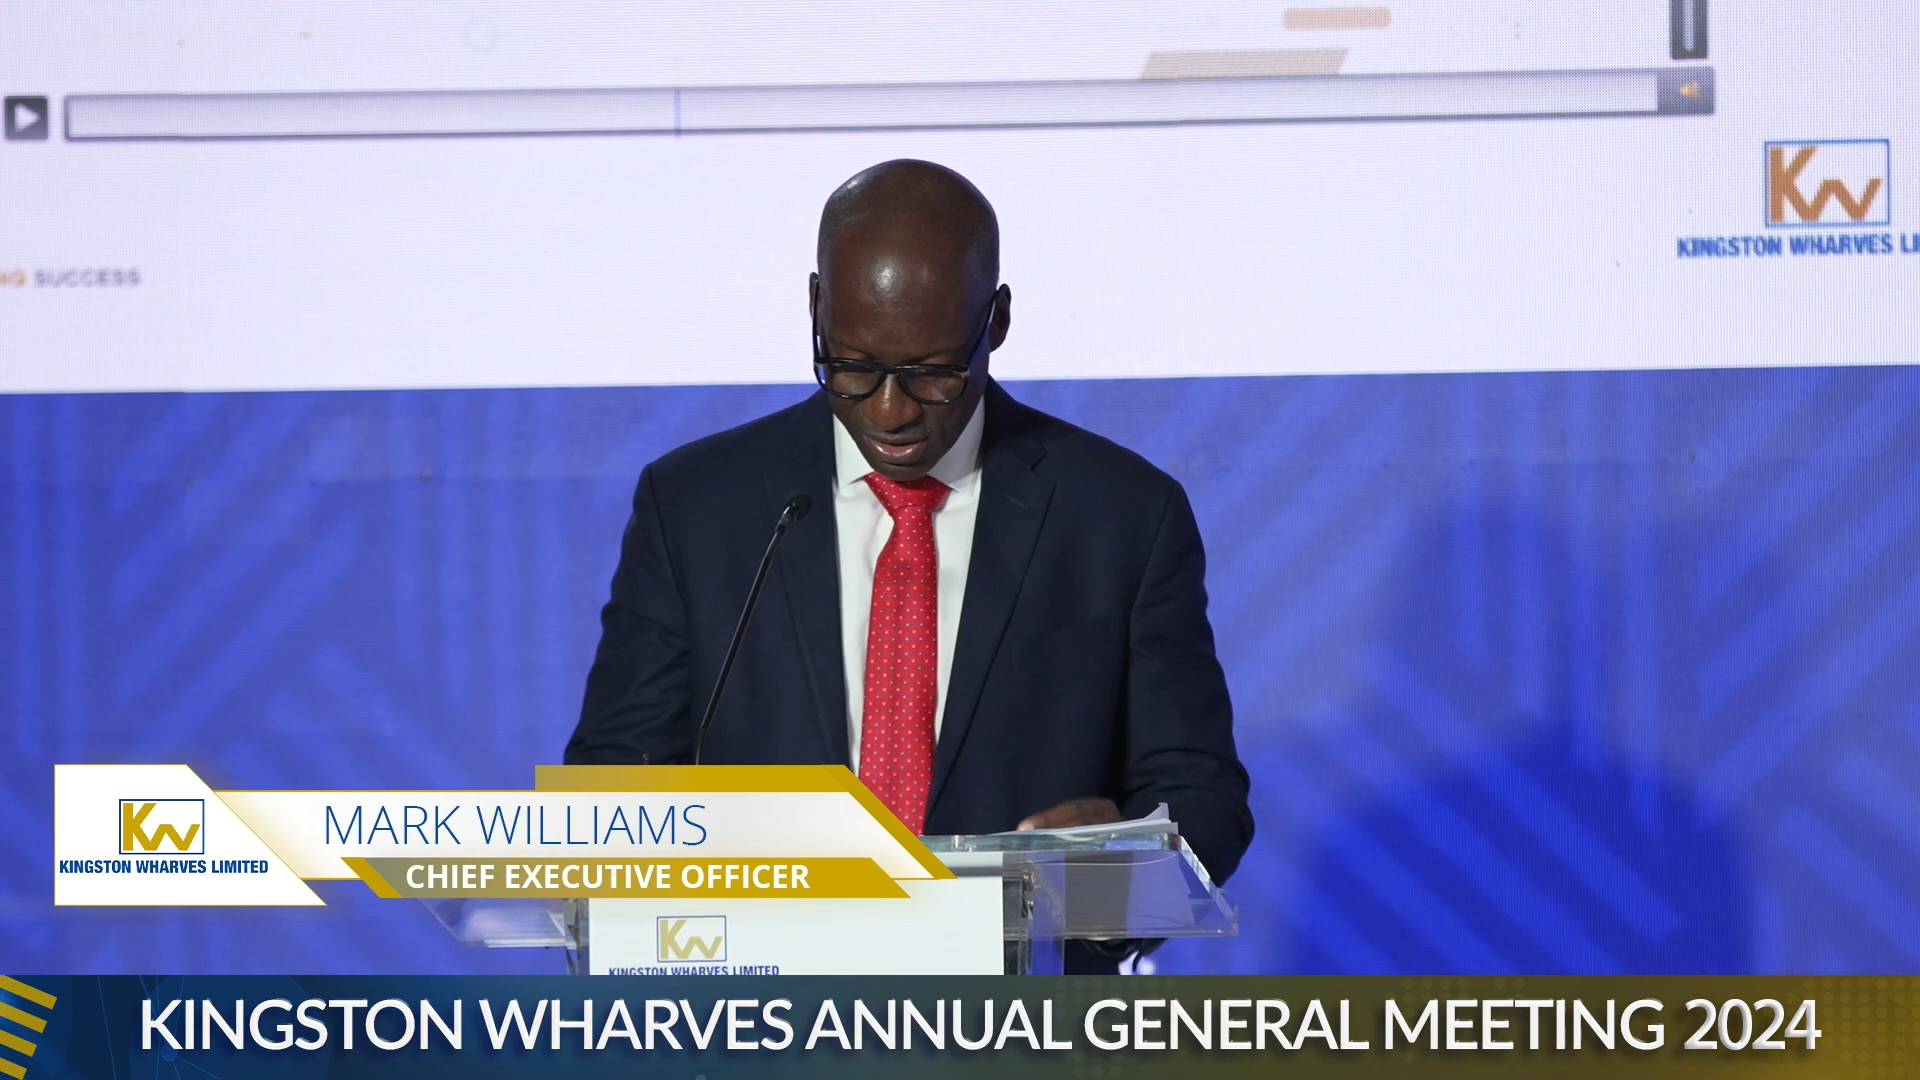 KW
KINGSTON WHARVES LI
NG SUCCESS
KW
KINGSTON WHARVES LIMITED
MARK WILLIAMS
CHIEF EXECUTIVE OFFICER
KW
KINGSTON WHARVES LIMITED
KINGSTON WHARVES ANNUAL GENERAL MEETING 2024